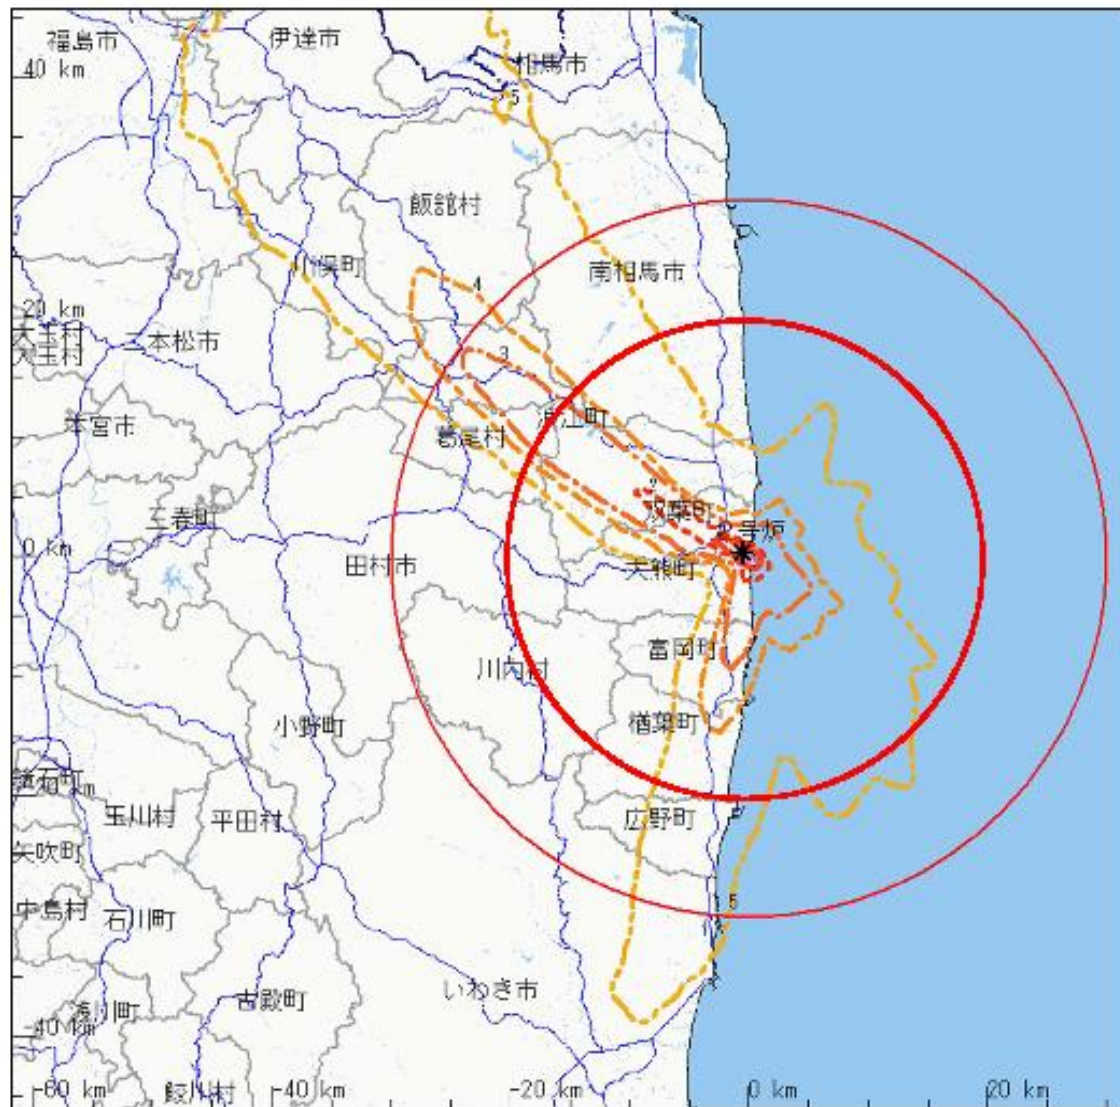 福島市
伊達市
40 km
相馬市
5
飯舘村
川俣町
4
南相馬市
20 km
大玉村
二本松市
3
本宮市
浪江町
葛尾村
2
三春町
双葉町
号炉
0 km
田村市
大熊町
川内村
富岡町
小野町
楢葉町
玉川村
平田村
広野町
矢吹町
中島村
石川町
5
古殿町
いわき市
-40 km
鮫川村
-60 km
-40 km
-20 km
0 km
20 km